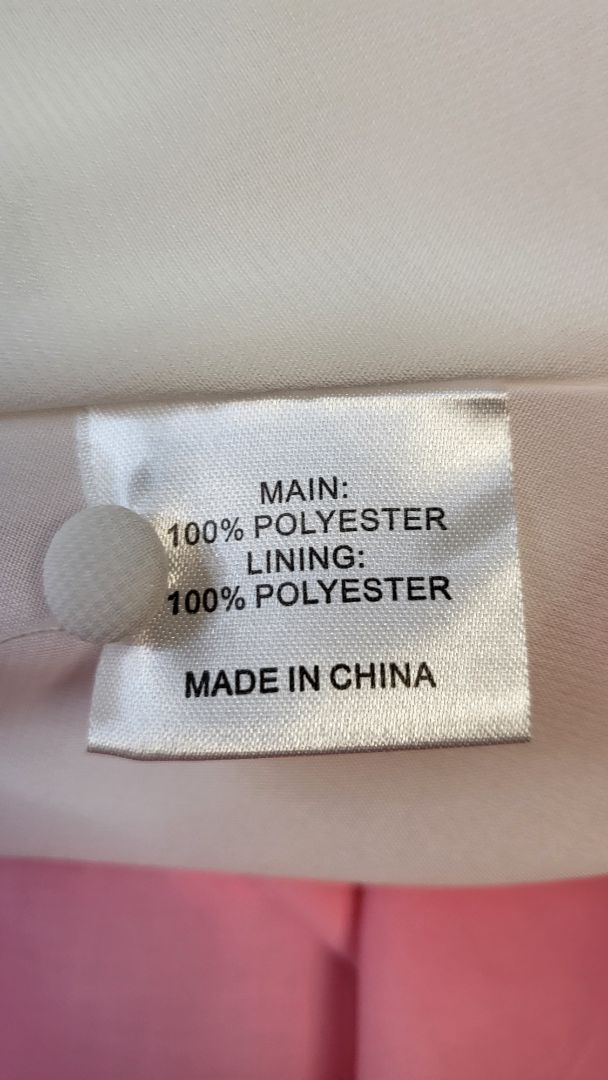 MAIN:
100% POLYESTER
LINING:
100% POLYESTER
MADE IN CHINA